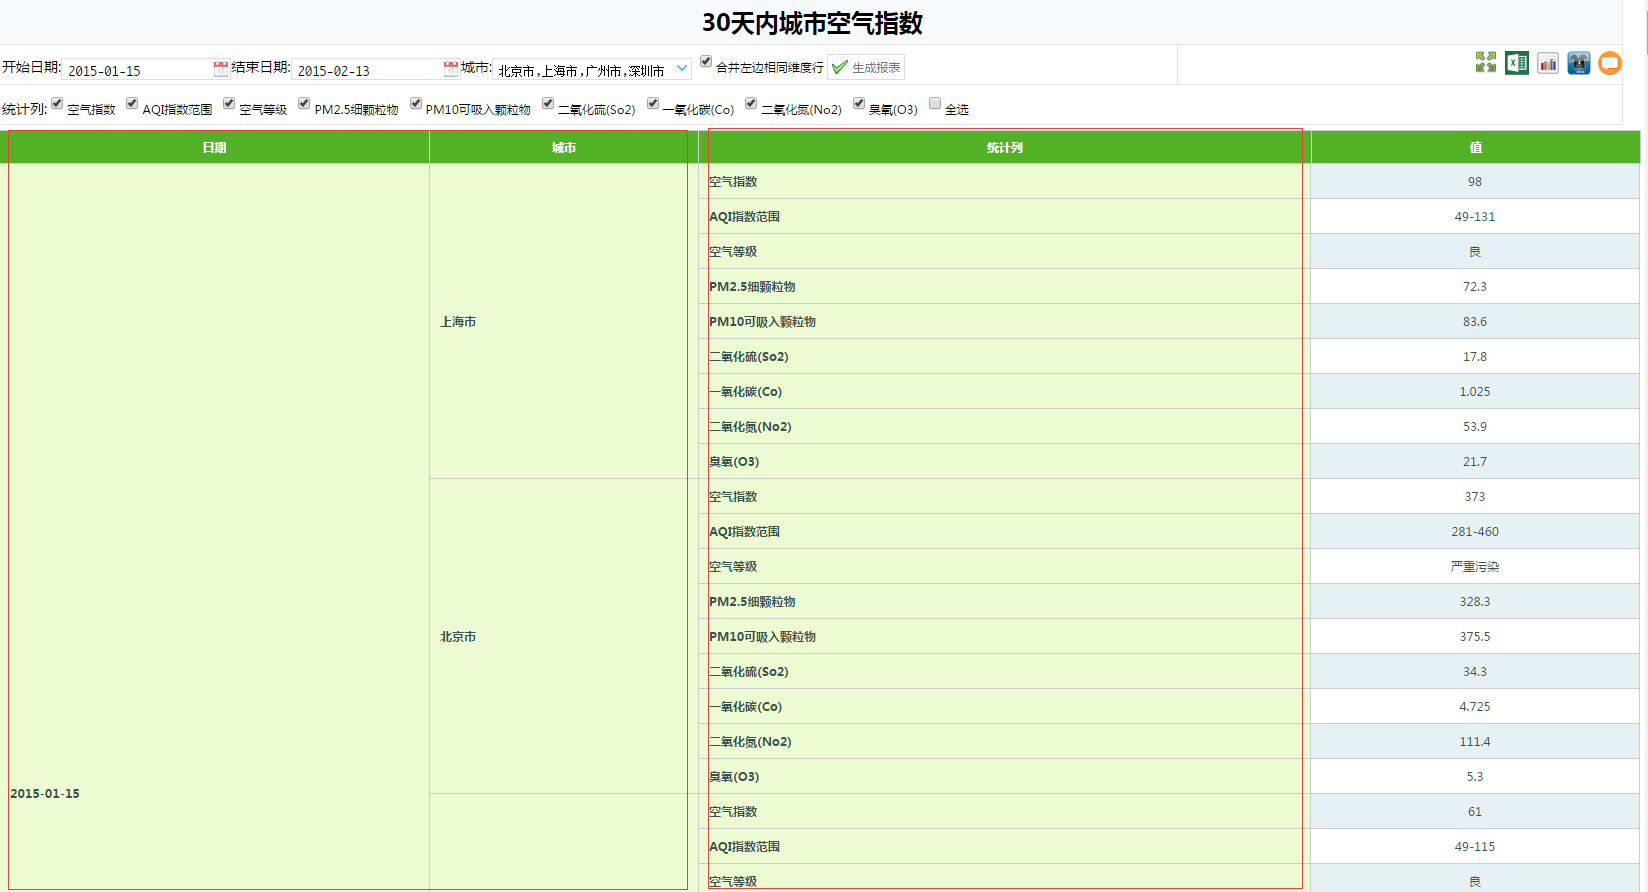 30天内城市空气指数
开始日期: 2015-01-15 结束日期: 2015-02-13 城市: 北京市,上海市,广州市,深圳市 合并左边相同维度行 生成报表
统计列: 空气指数 AQI指数范围 空气等级 PM2.5细颗粒物 PM10可吸入颗粒物 二氧化硫(So2) 一氧化碳(Co) 二氧化氮(No2) 臭氧(O3) 全选
日期 城市 统计列 值
空气指数 98
AQI指数范围 49-131
空气等级 良
PM2.5细颗粒物 72.3
上海市 PM10可吸入颗粒物 83.6
二氧化硫(So2) 17.8
一氧化碳(Co) 1.025
二氧化氮(No2) 53.9
臭氧(O3) 21.7
空气指数 373
AQI指数范围 281-460
空气等级 严重污染
PM2.5细颗粒物 328.3
北京市 PM10可吸入颗粒物 375.5
二氧化硫(So2) 34.3
一氧化碳(Co) 4.725
二氧化氮(No2) 111.4
臭氧(O3) 5.3
2015-01-15
空气指数 61
AQI指数范围 49-115
空气等级 良